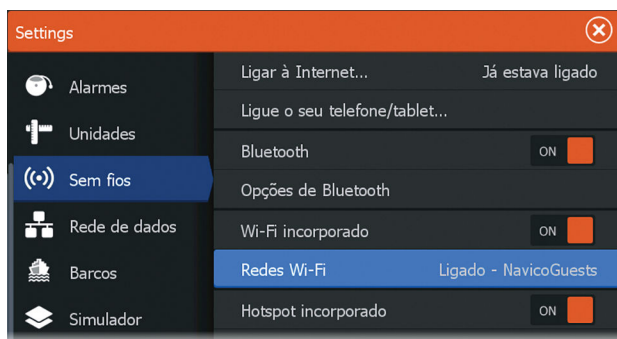 Settings
Alarmes
Unidades
Sem fios
Rede de dados
Barcos
Simulador
Ligar à Internet... Já estava ligado
Ligue o seu telefone/tablet...
Bluetooth ON
Opções de Bluetooth
Wi-Fi incorporado ON
Redes Wi-Fi Ligado - NavicoGuests
Hotspot incorporado ON